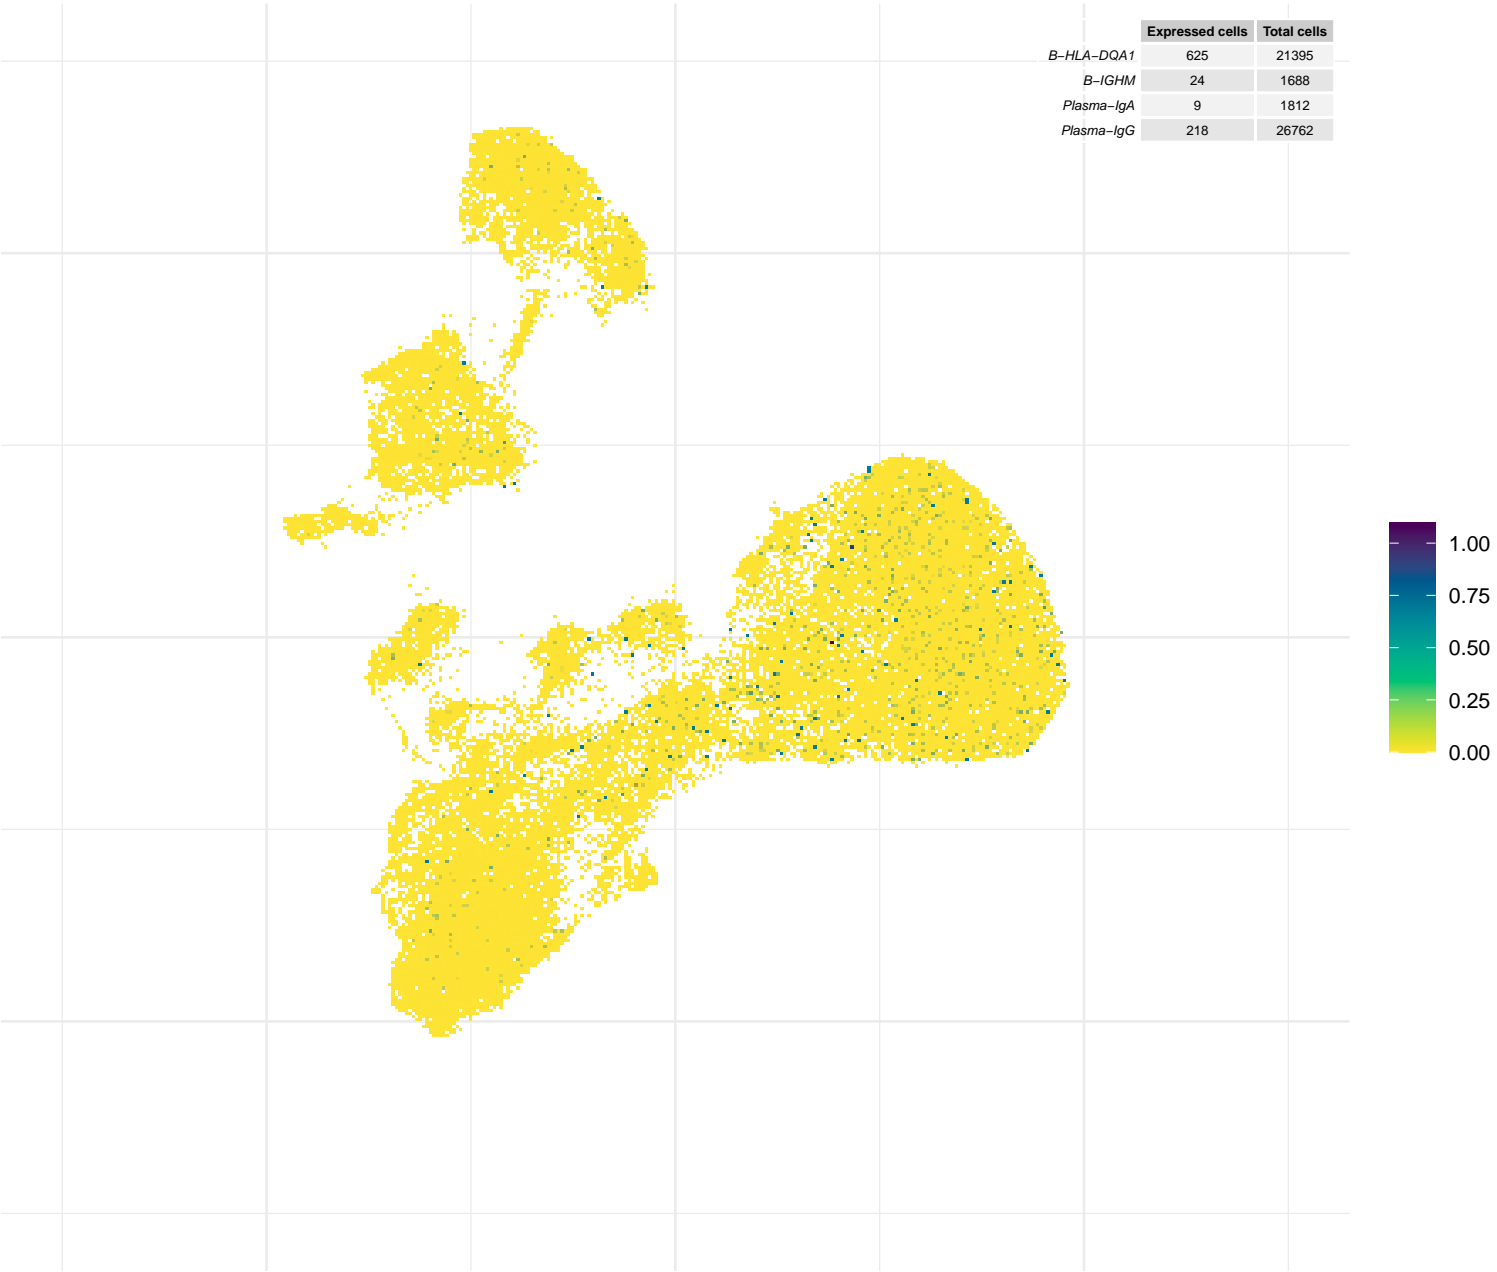 Expressed cells Total cells
B−HLA−DQA1 625 21395
B−IGHM 24 1688
Plasma−IgA 9 1812
Plasma−IgG 218 26762
1.00
0.75
0.50
0.25
0.00